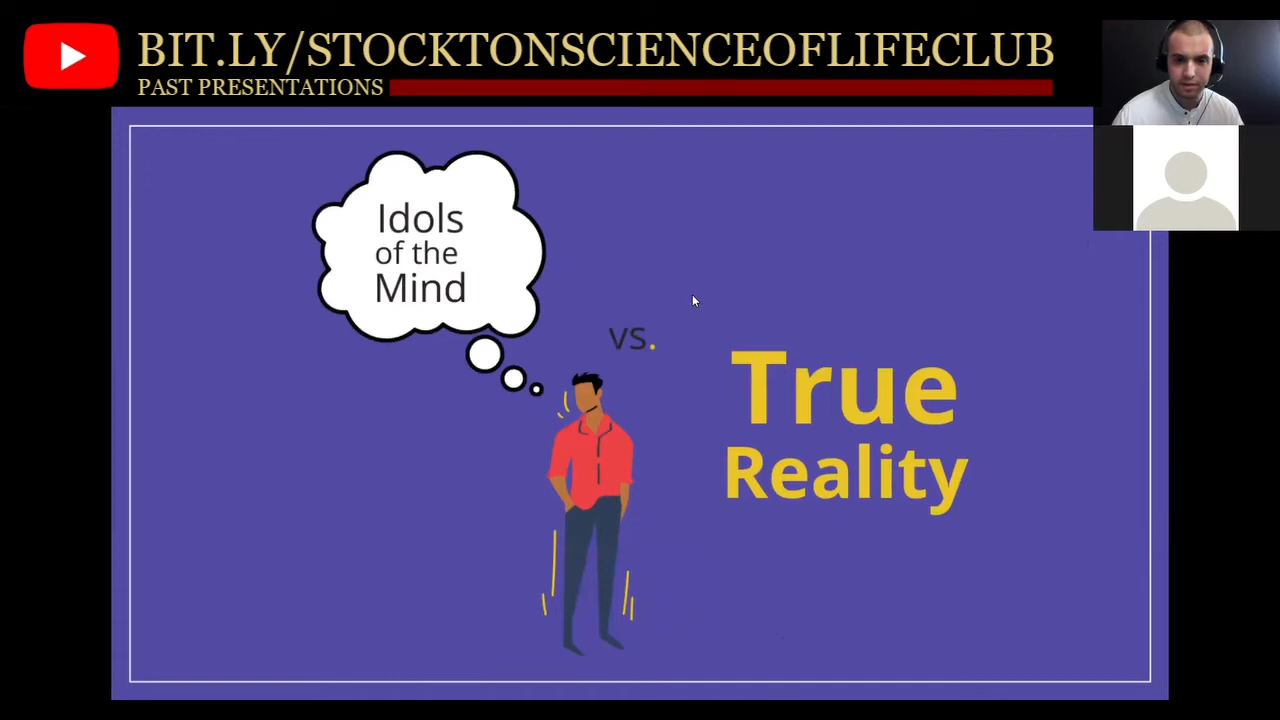 BIT.LY/STOCKTONSCIENCEOFLIFECLUB
PAST PRESENTATIONS
Idols
of the
Mind
vs.
True
Reality